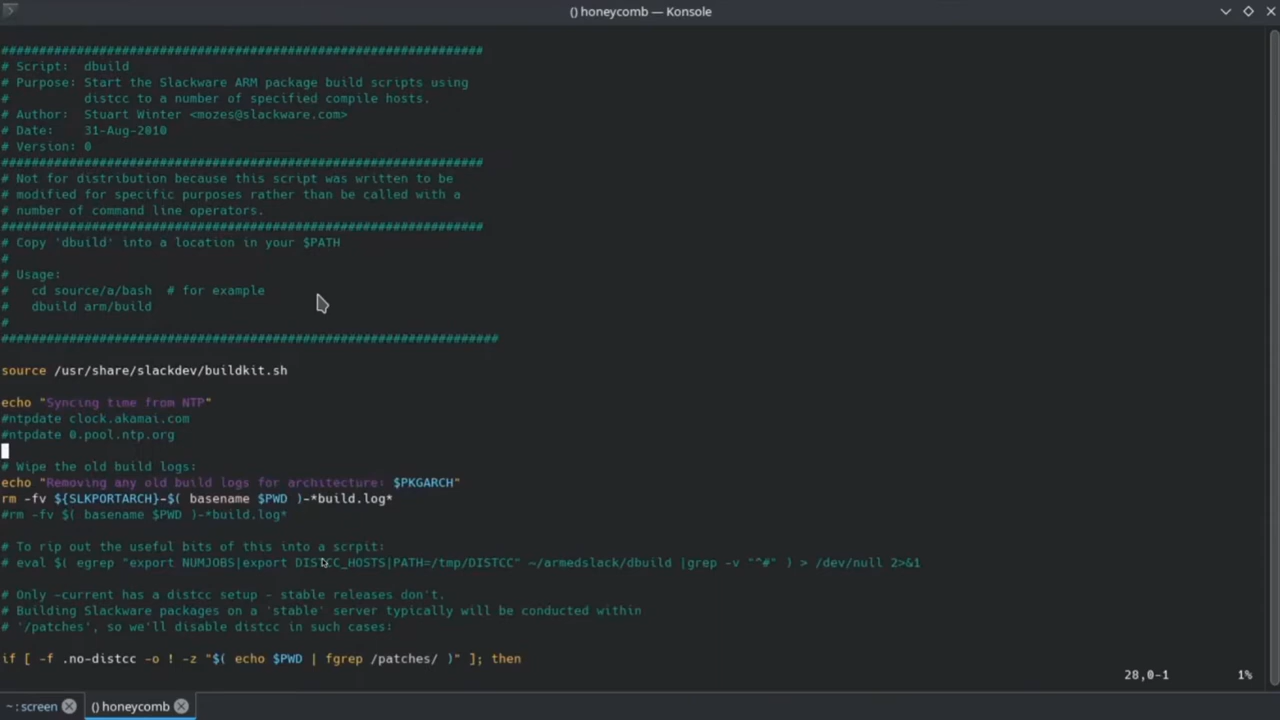 () honeycomb — Konsole
################################################################
# Script:  dbuild
# Purpose: Start the Slackware ARM package build scripts using
#          distcc to a number of specified compile hosts.
# Author:  Stuart Winter <mozes@slackware.com>
# Date:    31-Aug-2010
# Version: 0
################################################################
# Not for distribution because this script was written to be
# modified for specific purposes rather than be called with a
# number of command line operators.
################################################################
# Copy 'dbuild' into a location in your $PATH
#
# Usage:
#   cd source/a/bash  # for example
#   dbuild arm/build
#
##################################################################
source /usr/share/slackdev/buildkit.sh
echo "Syncing time from NTP"
#ntpdate clock.akamai.com
#ntpdate 0.pool.ntp.org
# Wipe the old build logs:
echo "Removing any old build logs for architecture: $PKGARCH"
rm -fv ${SLKPORTARCH}-$( basename $PWD )-*build.log*
#rm -fv $( basename $PWD )-*build.log*
# To rip out the useful bits of this into a scrpit:
# eval $( egrep "export NUMJOBS|export DISTCC_HOSTS|PATH=/tmp/DISTCC" ~/armedslack/dbuild |grep -v "^#" ) > /dev/null 2>&1
# Only -current has a distcc setup - stable releases don't.
# Building Slackware packages on a 'stable' server typically will be conducted within
# '/patches', so we'll disable distcc in such cases:
if [ -f .no-distcc -o ! -z "$( echo $PWD | fgrep /patches/ )" ]; then
28,0-1 1%
~ : screen () honeycomb